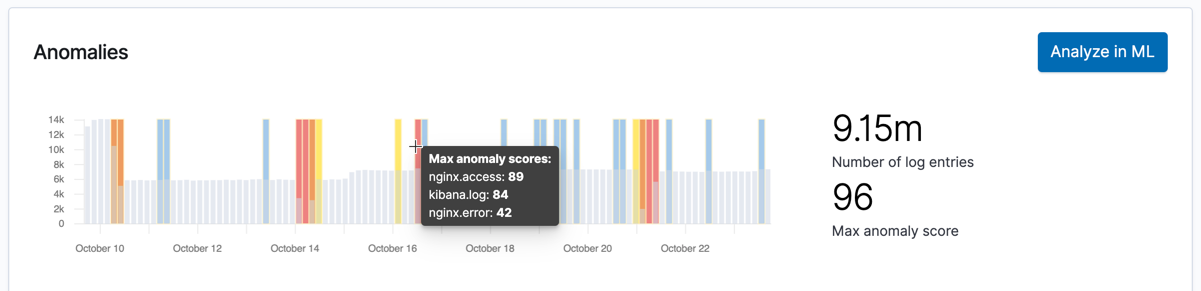 Anomalies
Analyze in ML
14k
12k
10k
8k
6k
4k
2k
0
October 10
October 12
October 14
October 16
October 18
October 20
October 22
Max anomaly scores:
nginx.access: 89
kibana.log: 84
nginx.error: 42
9.15m
Number of log entries
96
Max anomaly score